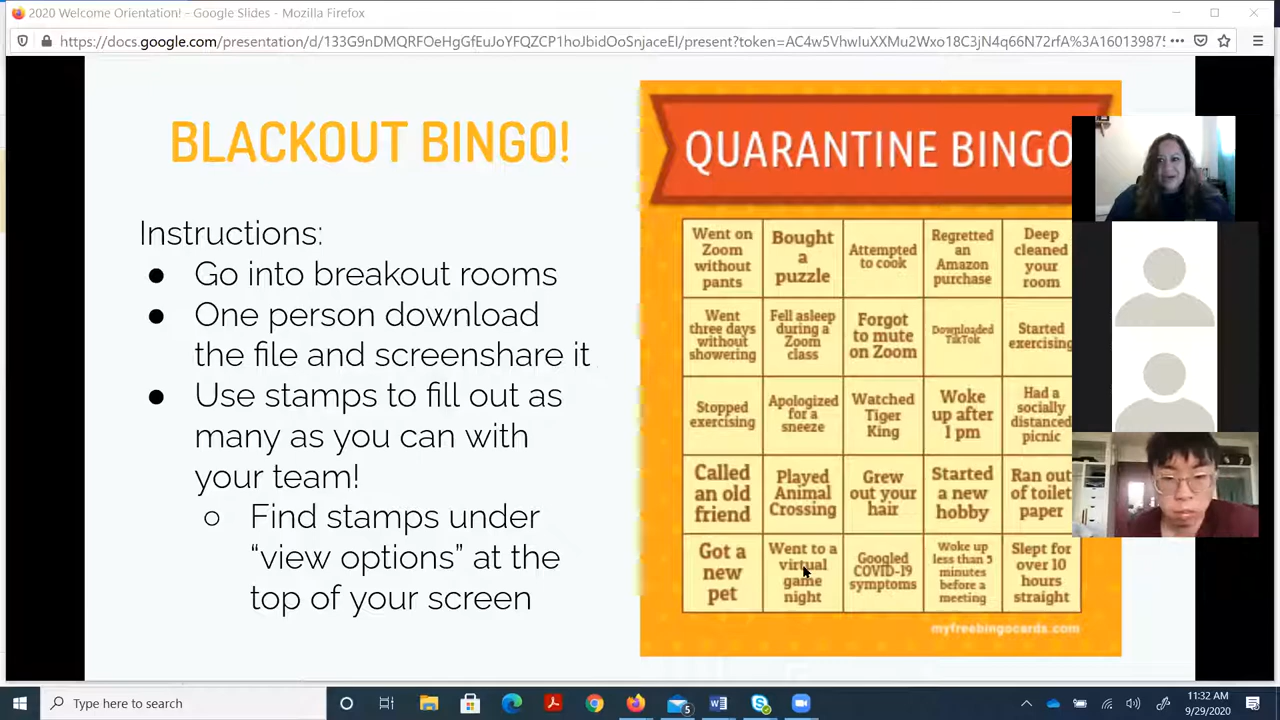 2020 Welcome Orientation! - Google Slides - Mozilla Firefox
https://docs.google.com/presentation/d/133G9nDMQRFOeHgGfEuJoYFQZCP1hoJbidOoSnjaceEI/present?token=AC4w5VhwIuXXMu2Wxo18C3jN4q66N72rfA%3A160139875
BLACKOUT BINGO!
QUARANTINE BINGO
Instructions:
● Go into breakout rooms
● One person download
the file and screenshare it
● Use stamps to fill out as
many as you can with
your team!
○ Find stamps under
“view options” at the
top of your screen
Went on
Zoom
without
pants
Bought
a
puzzle
Attempted
to cook
Regretted
an
Amazon
purchase
Deep
cleaned
your
room
Went
three days
without
showering
Fell asleep
during a
Zoom
class
Forgot
to mute
on Zoom
Downloaded
TikTok
Started
exercising
Stopped
exercising
Apologized
for a
sneeze
Watched
Tiger
King
Woke
up after
1 pm
Had a
socially
distanced
picnic
Called
an old
friend
Played
Animal
Crossing
Grew
out your
hair
Started
a new
hobby
Ran out
of toilet
paper
Got a
new
pet
Went to a
virtual
game
night
Googled
COVID-19
symptoms
Woke up
less than 5
minutes
before a
meeting
Slept for
over 10
hours
straight
myfreebingocards.com
Type here to search
5
11:32 AM
9/29/2020